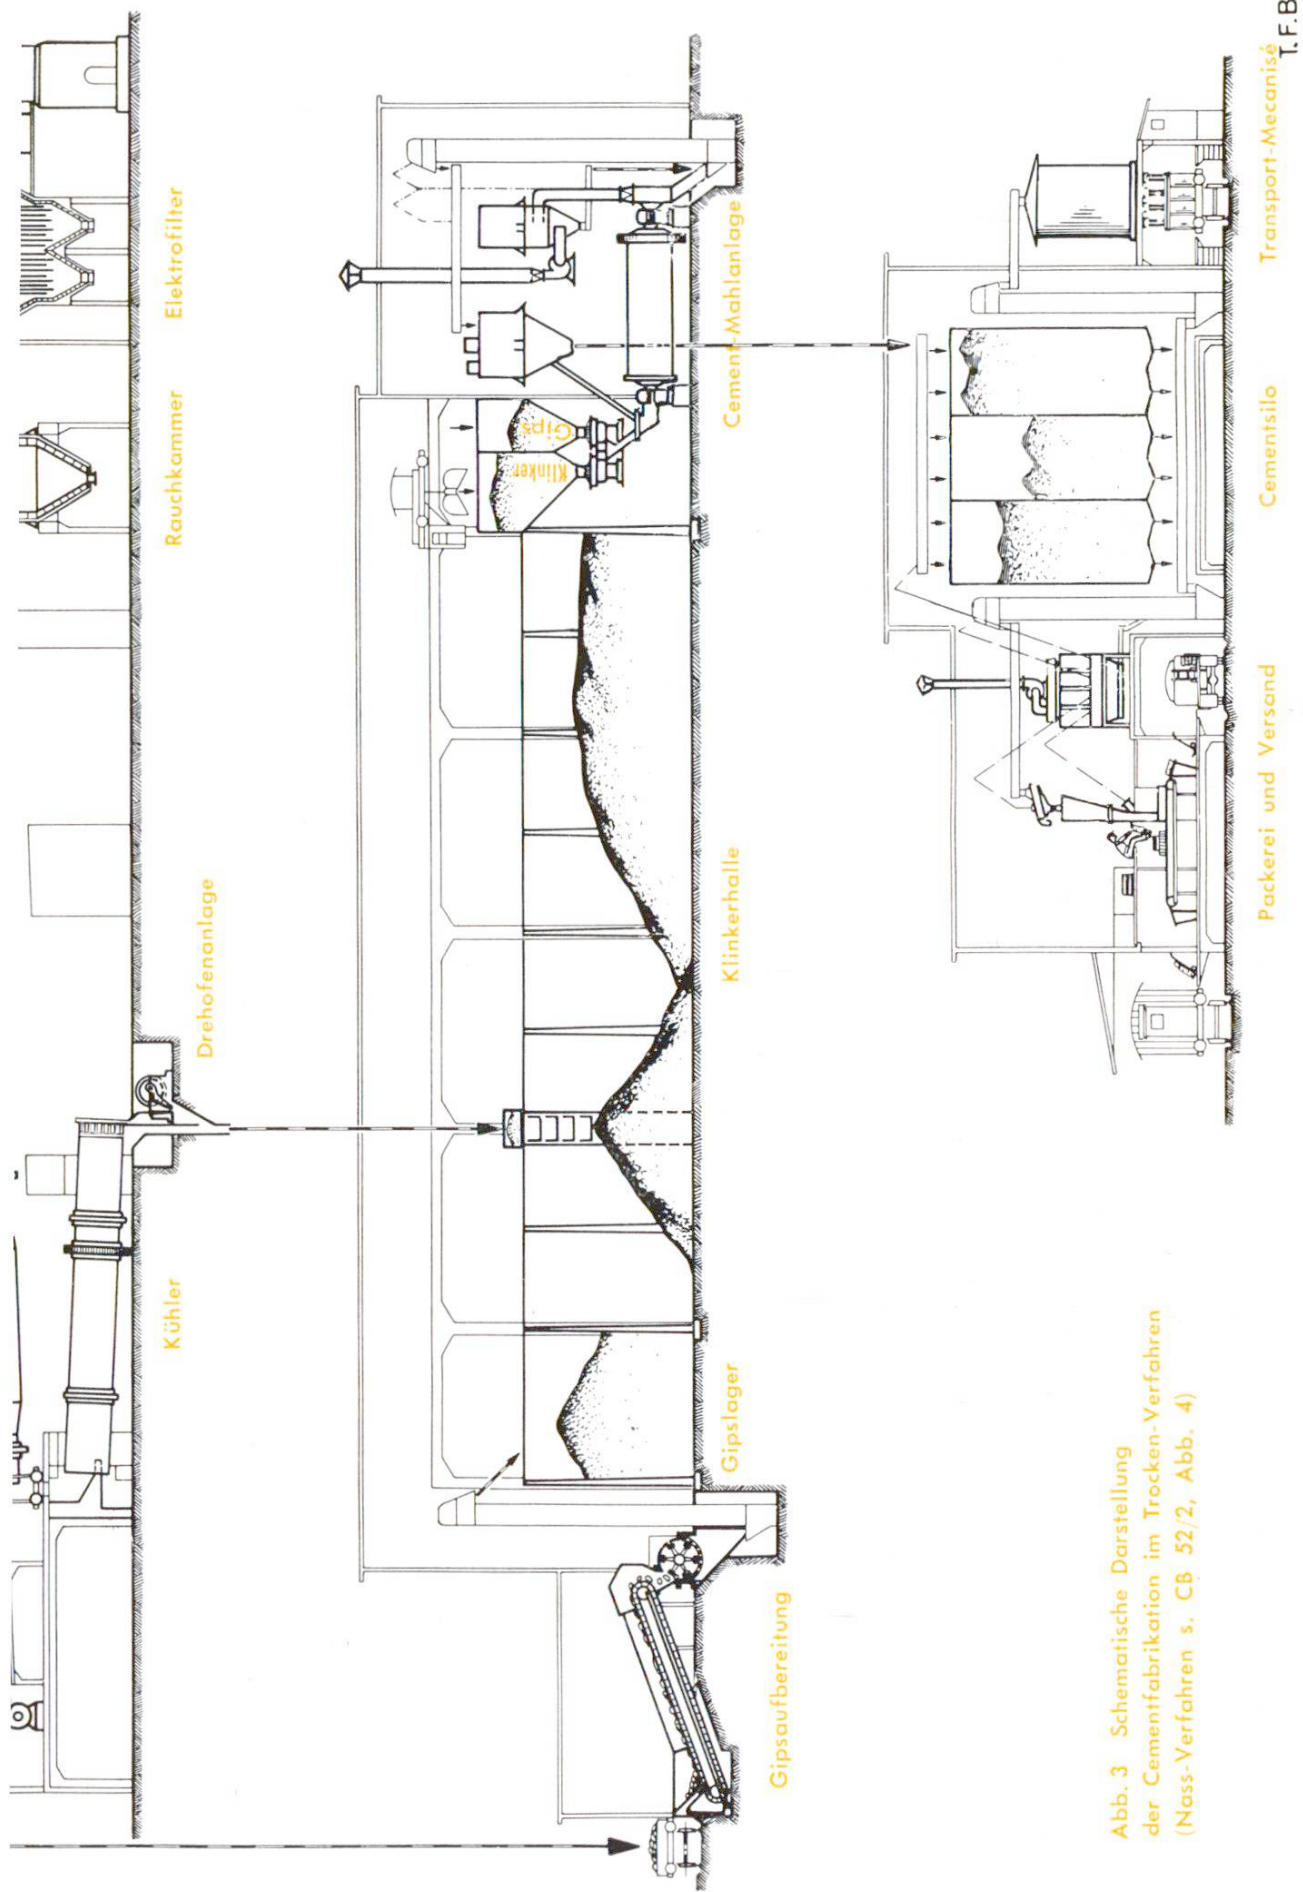 Kühler
Drehofenanlage
Rauchkammer
Elektrofilter
Gipsaufbereitung
Gipslager
Klinkerhalle
Klinker
Gips
Cement-Mahlanlage
Packerei und Versand
Cementsilo
Transport-Mecanisé
Abb. 3 Schematische Darstellung
der Cementfabrikation im Trocken-Verfahren
(Nass-Verfahren s. CB 52/2, Abb. 4)
T.F.B